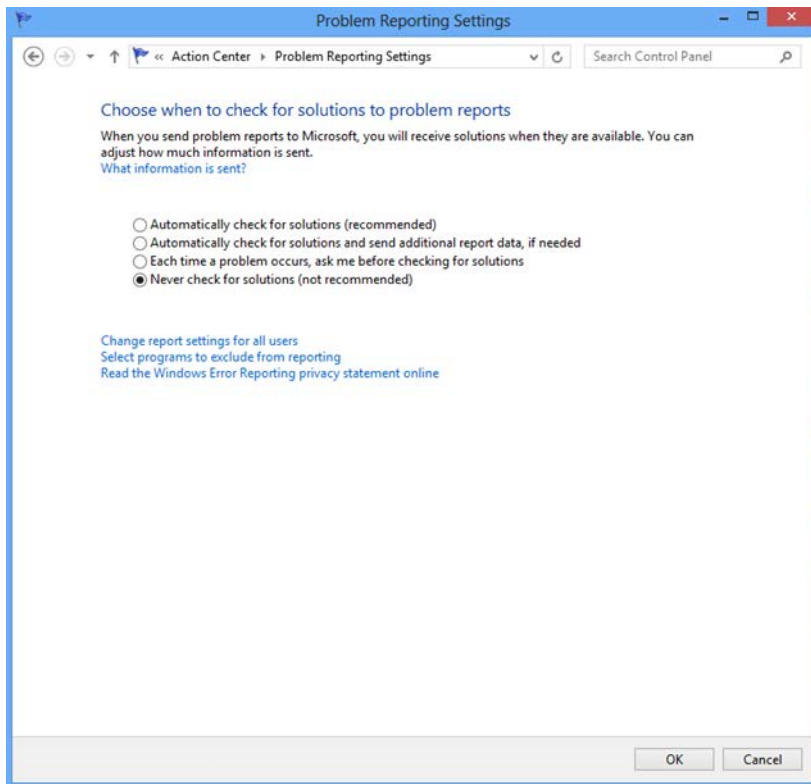 Problem Reporting Settings
« Action Center Problem Reporting Settings Search Control Panel
Choose when to check for solutions to problem reports
When you send problem reports to Microsoft, you will receive solutions when they are available. You can
adjust how much information is sent.
What information is sent?
Automatically check for solutions (recommended)
Automatically check for solutions and send additional report data, if needed
Each time a problem occurs, ask me before checking for solutions
Never check for solutions (not recommended)
Change report settings for all users
Select programs to exclude from reporting
Read the Windows Error Reporting privacy statement online
OK Cancel